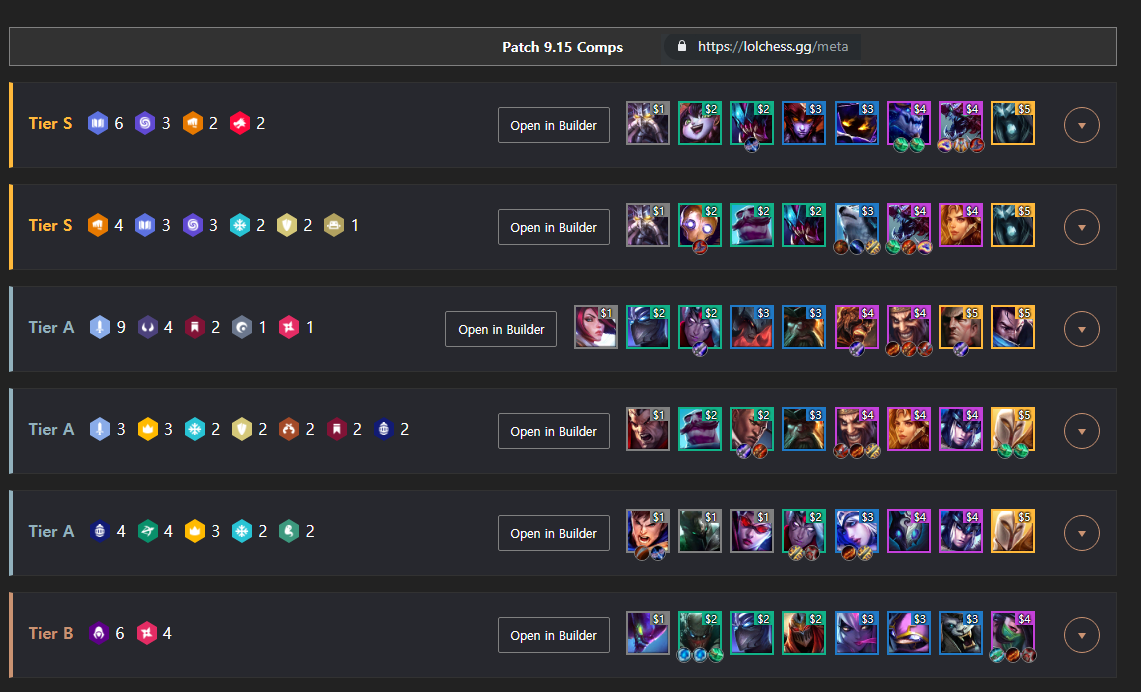 Patch 9.15 Comps https://lolchess.gg/meta
Tier S 6 3 2 2 Open in Builder $1 $2 $2 $3 $3 $4 $4 $5
Tier S 4 3 3 2 2 1 Open in Builder $1 $2 $2 $2 $3 $4 $4 $5
Tier A 9 4 2 1 1 Open in Builder $1 $2 $2 $3 $3 $4 $4 $5 $5
Tier A 3 3 2 2 2 2 2 Open in Builder $1 $2 $2 $3 $4 $4 $4 $5
Tier A 4 4 3 2 2 Open in Builder $1 $1 $1 $2 $3 $4 $4 $5
Tier B 6 4 Open in Builder $1 $2 $2 $2 $3 $3 $3 $4